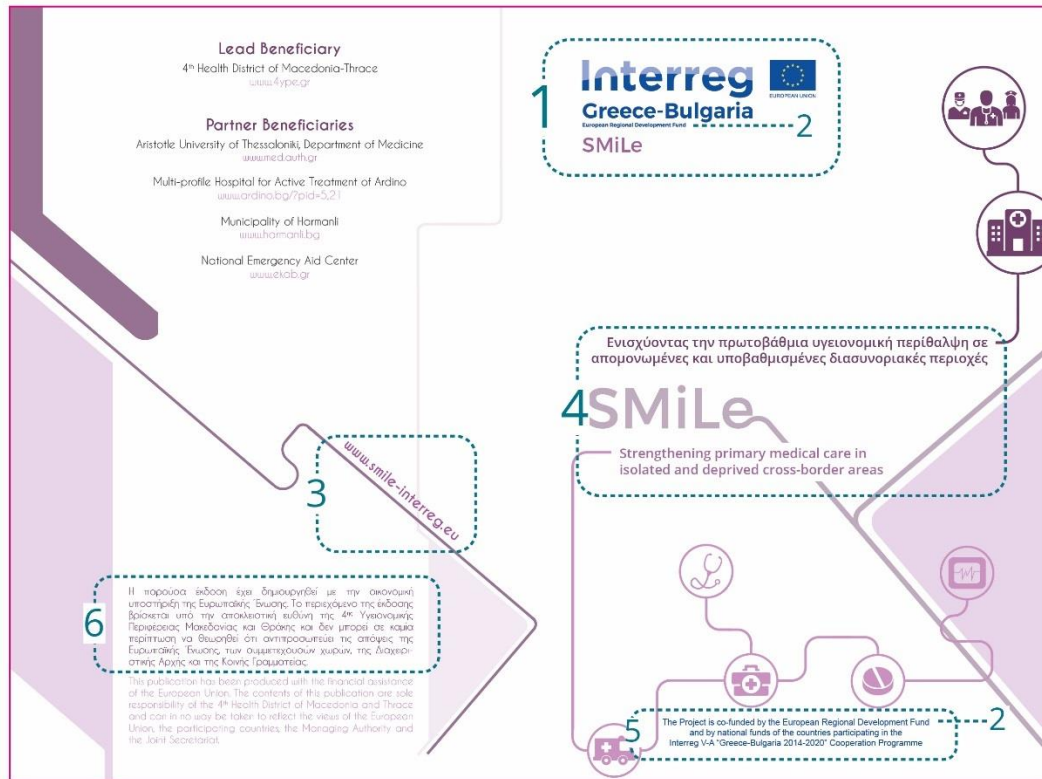 Lead Beneficiary
4th Health District of Macedonia-Thrace
www.4ype.gr
Partner Beneficiaries
Aristotle University of Thessaloniki, Department of Medicine
www.med.auth.gr
Multi-profile Hospital for Active Treatment of Ardino
www.ardino.bg/?pid=5,21
Municipality of Harmanli
www.harmanli.bg
National Emergency Aid Center
www.ekab.gr
3
www.smile-interreg.eu
6
Η παρούσα έκδοση έχει δημιουργηθεί με την οικονομική
υποστήριξη της Ευρωπαϊκής Ένωσης. Το περιεχόμενο της έκδοσης
βρίσκεται υπό την αποκλειστική ευθύνη της 4ης Υγειονομικής
Περιφέρειας Μακεδονίας και Θράκης και δεν μπορεί σε καμία
περίπτωση να θεωρηθεί ότι αντιπροσωπεύει τις απόψεις της
Ευρωπαϊκής Ένωσης, των συμμετεχουσών χωρών, της Διαχειρι-
στικής Αρχής και της Κοινής Γραμματείας.
This publication has been produced with the financial assistance
of the European Union. The contents of this publication are sole
responsibility of the 4th Health District of Macedonia and Thrace
and can in no way be taken to reflect the views of the European
Union, the participating countries, the Managing Authority and
the Joint Secretariat.
1
Interreg
EUROPEAN UNION
Greece-Bulgaria
European Regional Development Fund
2
SMiLe
Ενισχύοντας την πρωτοβάθμια υγειονομική περίθαλψη σε
απομονωμένες και υποβαθμισμένες διασυνοριακές περιοχές
4
SMiLe
Strengthening primary medical care in
isolated and deprived cross-border areas
5
The Project is co-funded by the European Regional Development Fund
and by national funds of the countries participating in the
Interreg V-A "Greece-Bulgaria 2014-2020" Cooperation Programme
2